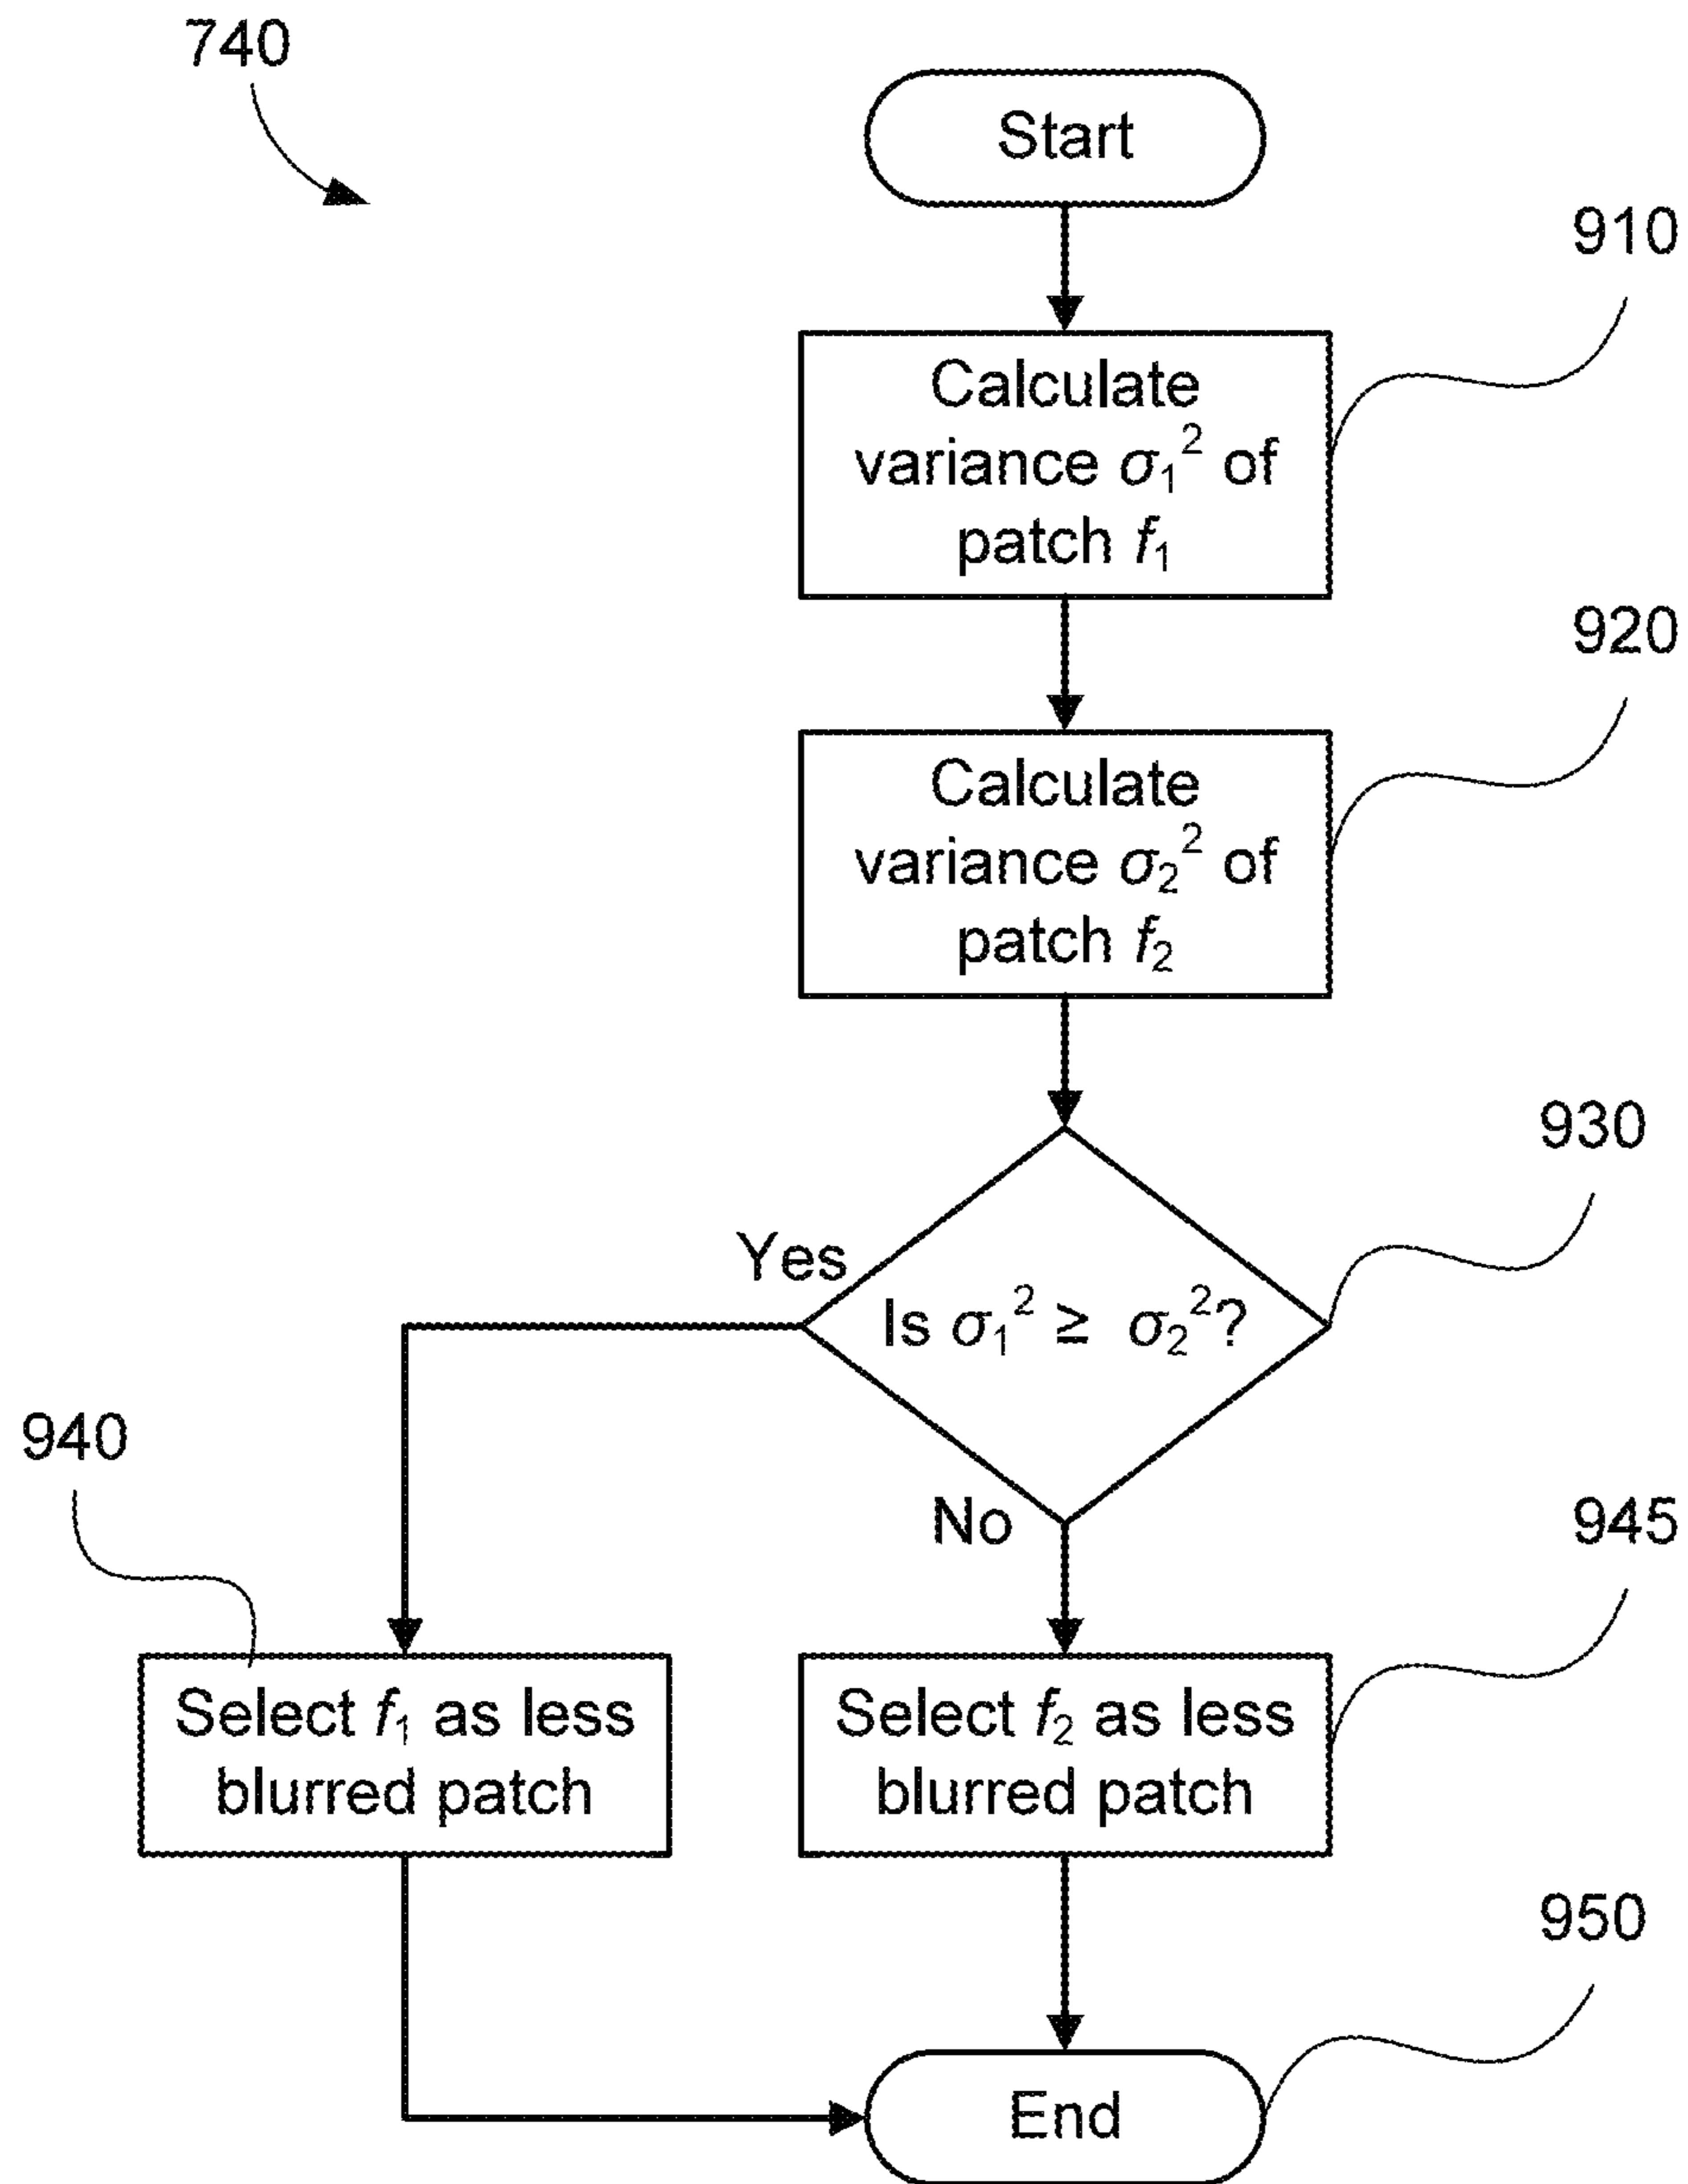 740
Start
910
Calculate
variance σ₁² of
patch f₁
920
Calculate
variance σ₂² of
patch f₂
930
Yes
Is σ₁² ≥ σ₂²?
No
940
945
Select f₁ as less
blurred patch
Select f₂ as less
blurred patch
950
End